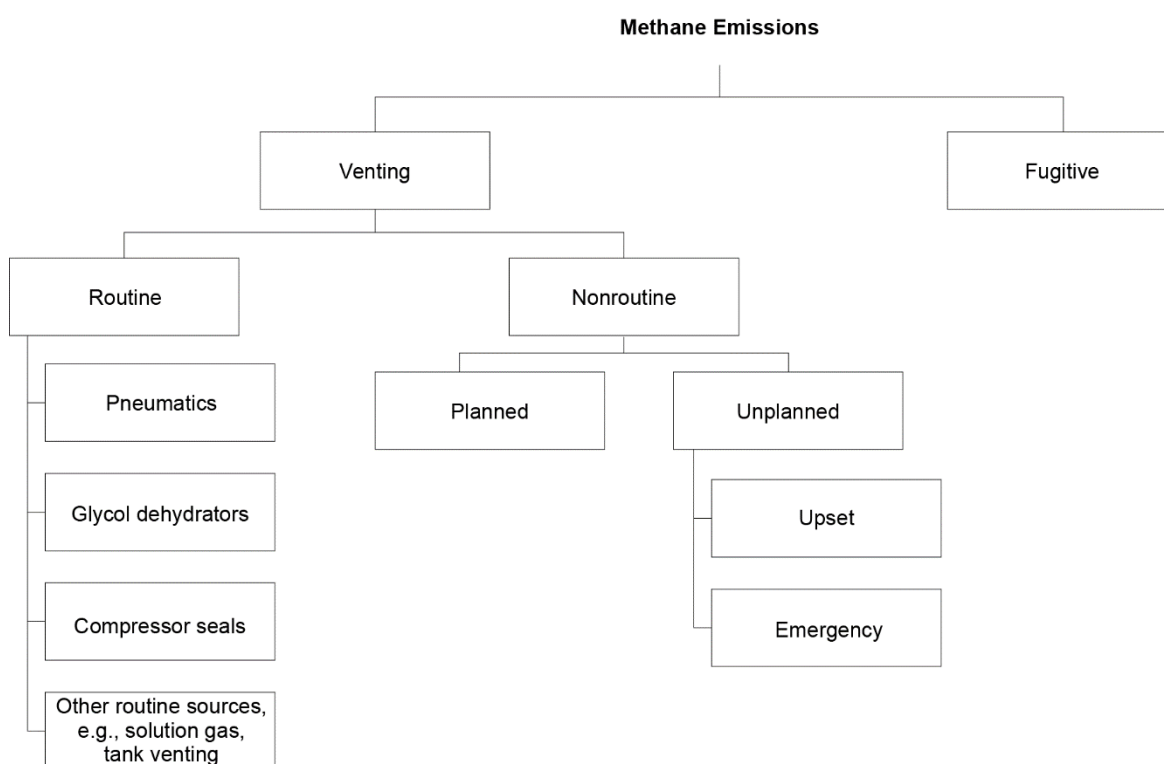 Methane Emissions
Venting
Fugitive
Routine
Nonroutine
Pneumatics
Planned
Unplanned
Glycol dehydrators
Upset
Compressor seals
Emergency
Other routine sources,
e.g., solution gas,
tank venting